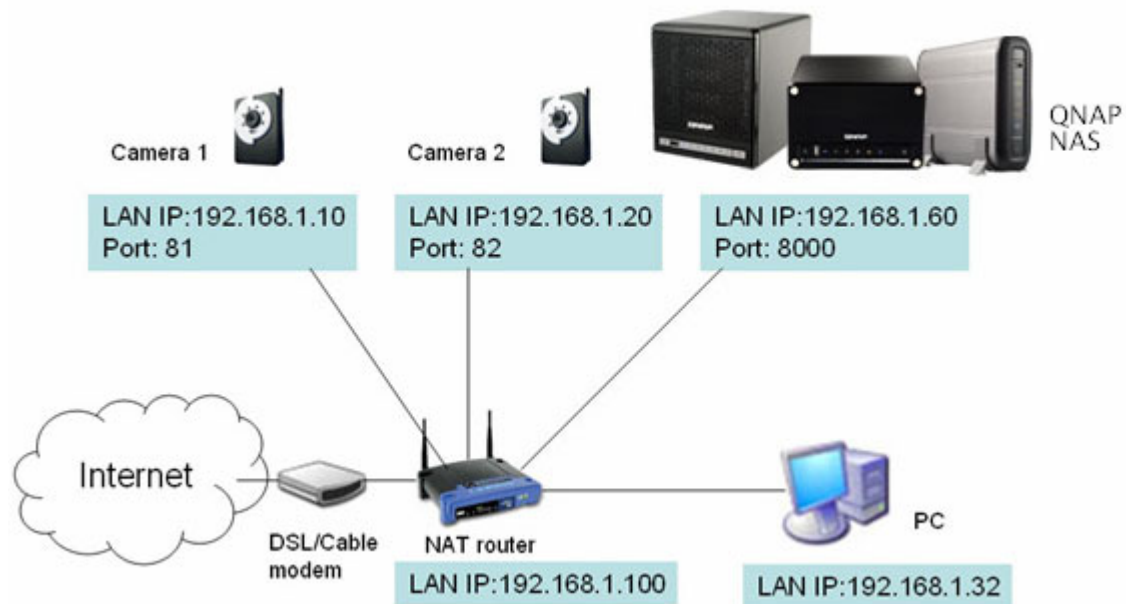 QNAP
NAS
Camera 1
Camera 2
LAN IP:192.168.1.10
Port: 81
LAN IP:192.168.1.20
Port: 82
LAN IP:192.168.1.60
Port: 8000
Internet
DSL/Cable
modem
NAT router
LAN IP:192.168.1.100
PC
LAN IP:192.168.1.32